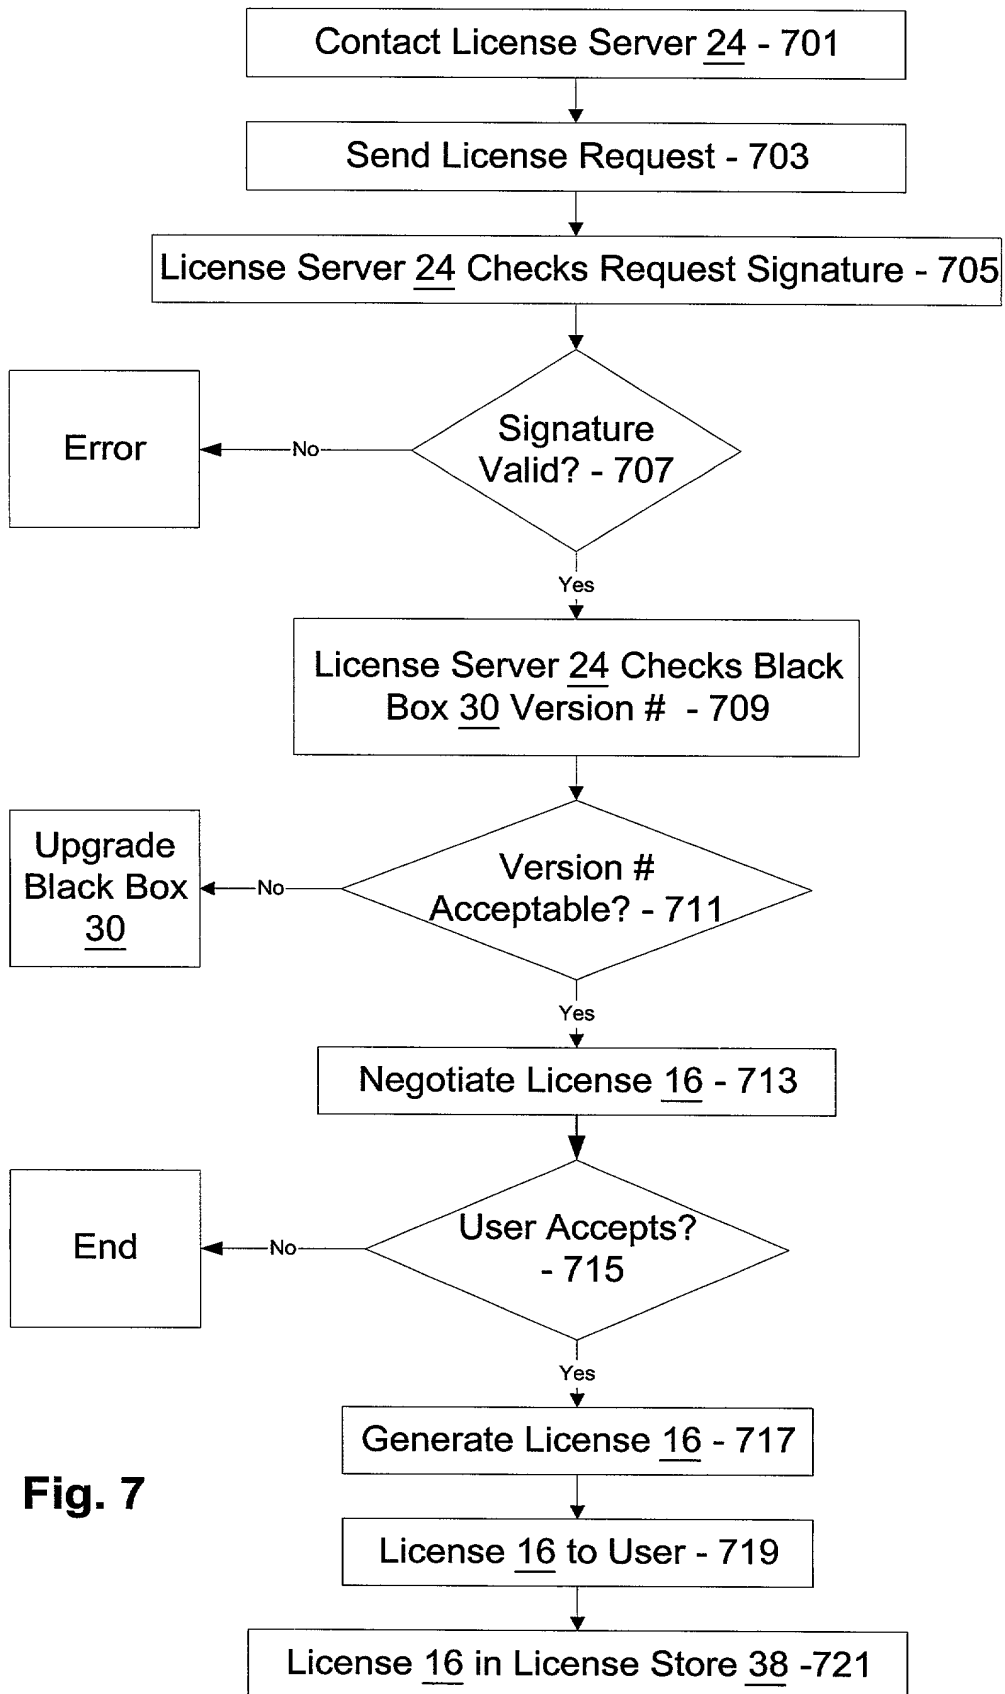 Contact License Server 24 - 701
Send License Request - 703
License Server 24 Checks Request Signature - 705
Signature
Valid? - 707
No
Error
Yes
License Server 24 Checks Black
Box 30 Version # - 709
Version #
Acceptable? - 711
No
Upgrade
Black Box
30
Yes
Negotiate License 16 - 713
User Accepts?
- 715
No
End
Yes
Generate License 16 - 717
License 16 to User - 719
License 16 in License Store 38 -721
Fig. 7